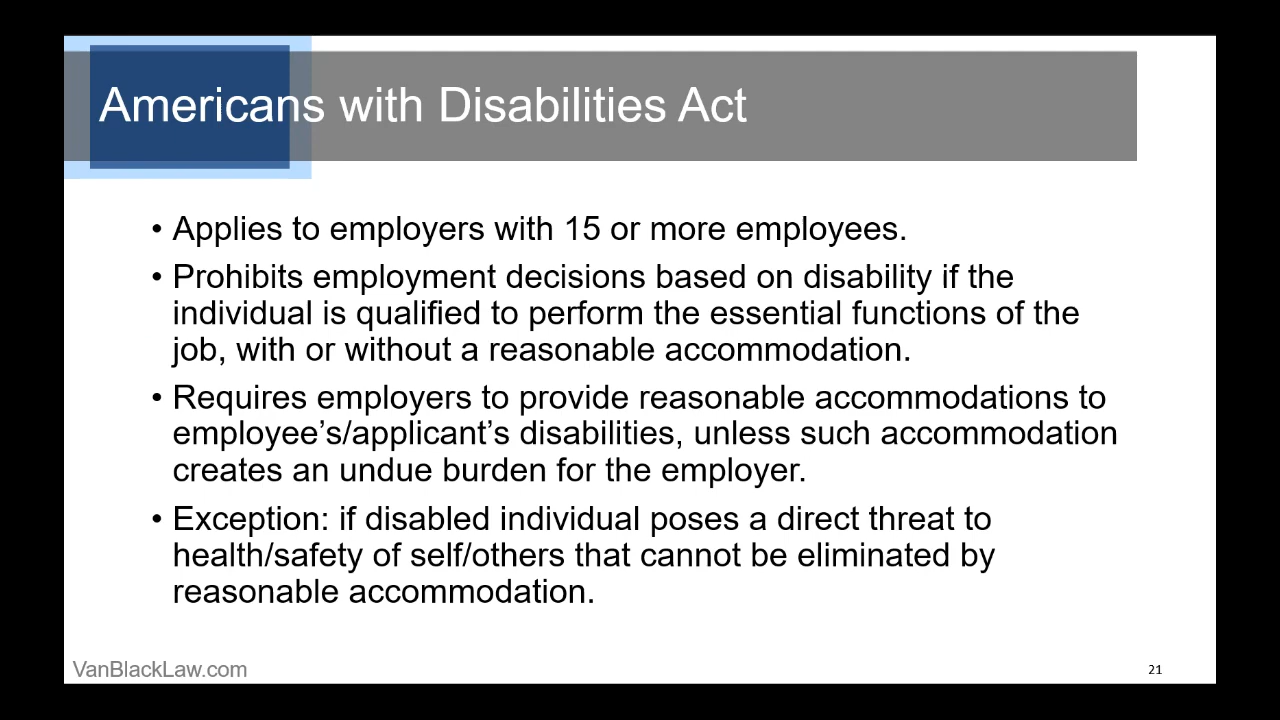 Americans with Disabilities Act
• Applies to employers with 15 or more employees.
• Prohibits employment decisions based on disability if the
individual is qualified to perform the essential functions of the
job, with or without a reasonable accommodation.
• Requires employers to provide reasonable accommodations to
employee’s/applicant’s disabilities, unless such accommodation
creates an undue burden for the employer.
• Exception: if disabled individual poses a direct threat to
health/safety of self/others that cannot be eliminated by
reasonable accommodation.
VanBlackLaw.com
21